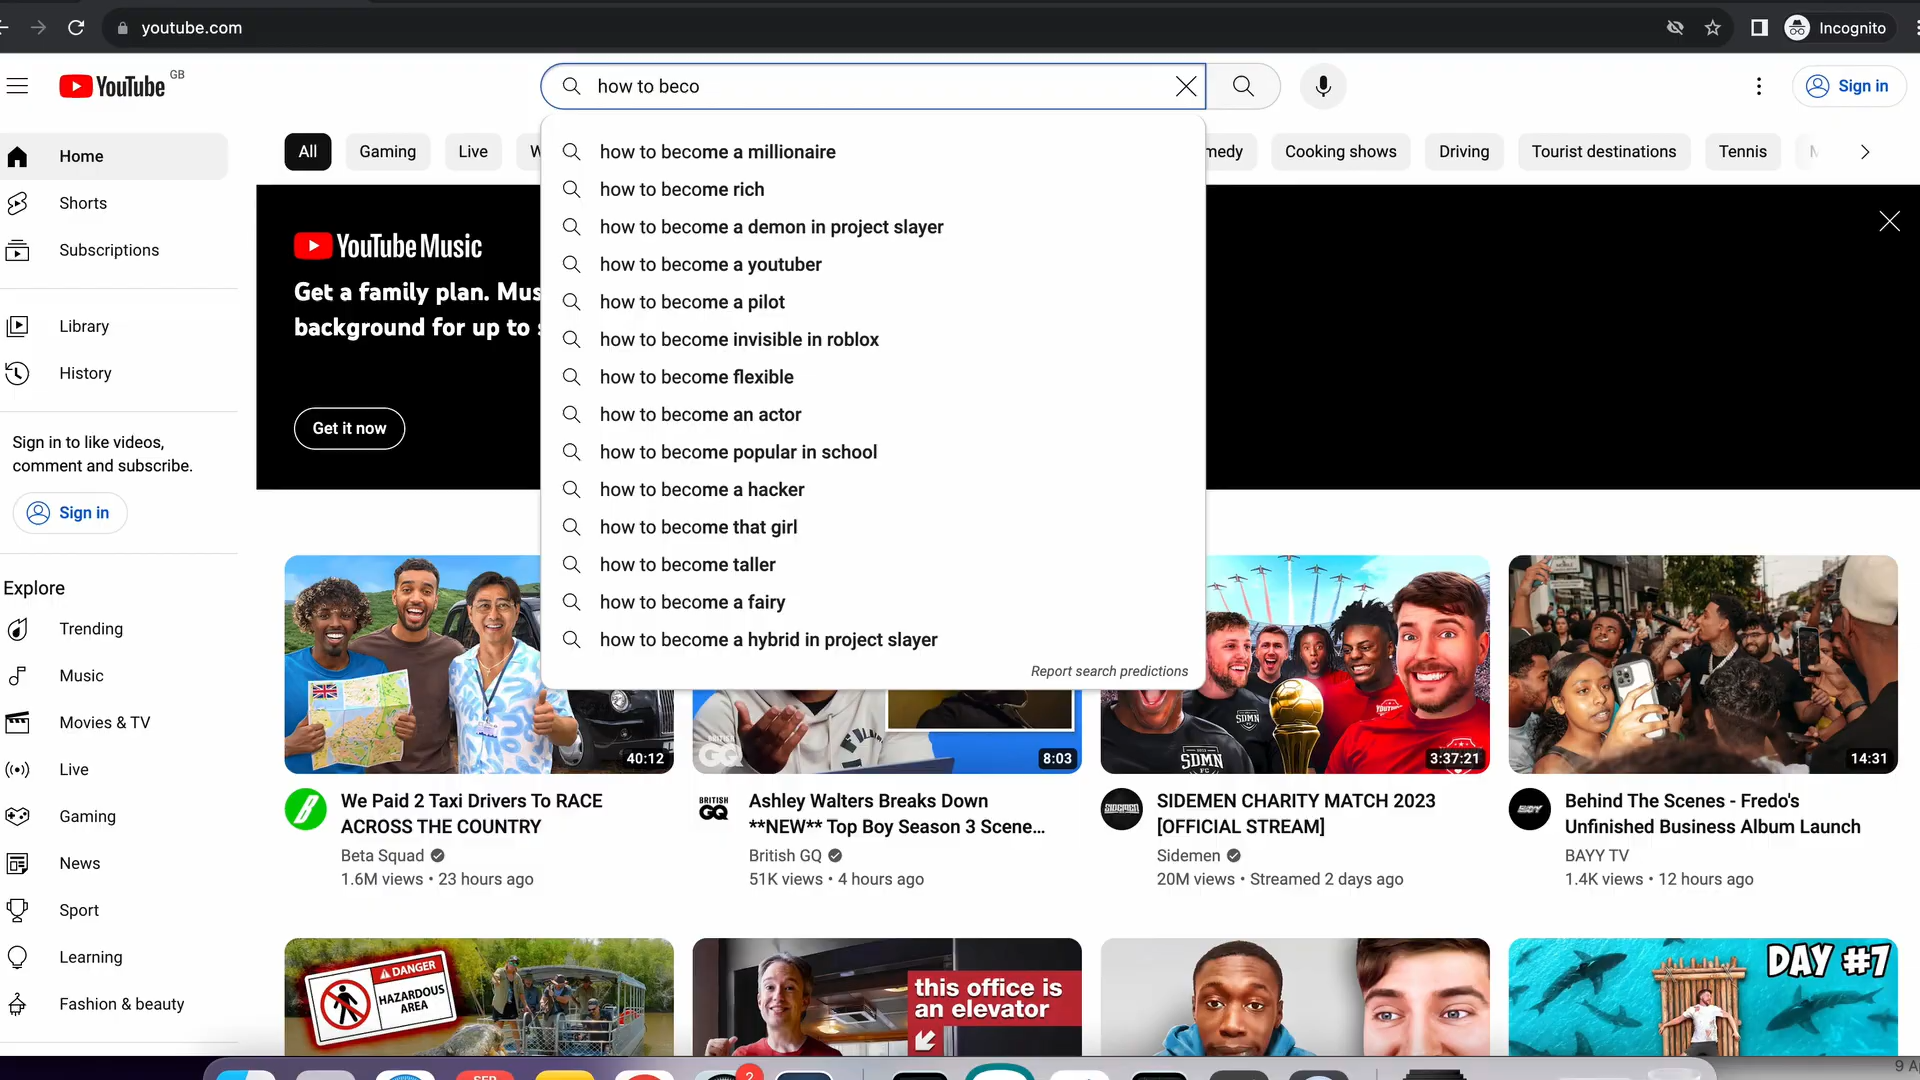 youtube.com
Incognito
YouTube GB
how to beco
Sign in
Home
Shorts
Subscriptions
Library
History
Sign in to like videos,
comment and subscribe.
Sign in
Explore
Trending
Music
Movies & TV
Live
Gaming
News
Sport
Learning
Fashion & beauty
All
Gaming
Live
medy
Cooking shows
Driving
Tourist destinations
Tennis
how to become a millionaire
how to become rich
how to become a demon in project slayer
how to become a youtuber
how to become a pilot
how to become invisible in roblox
how to become flexible
how to become an actor
how to become popular in school
how to become a hacker
how to become that girl
how to become taller
how to become a fairy
how to become a hybrid in project slayer
Report search predictions
YouTube Music
Get a family plan. Mus
background for up to
Get it now
40:12
BRITISH
GQ
8:03
SDMN
SDMN
FC
3:37:21
14:31
We Paid 2 Taxi Drivers To RACE
ACROSS THE COUNTRY
Beta Squad
1.6M views • 23 hours ago
BRITISH
GQ
Ashley Walters Breaks Down
**NEW** Top Boy Season 3 Scene...
British GQ
51K views • 4 hours ago
SIDEMEN
SIDEMEN CHARITY MATCH 2023
[OFFICIAL STREAM]
Sidemen
20M views • Streamed 2 days ago
Behind The Scenes - Fredo's
Unfinished Business Album Launch
BAYY TV
1.4K views • 12 hours ago
DANGER
HAZARDOUS
AREA
this office is
an elevator
DAY #7
SEP
2